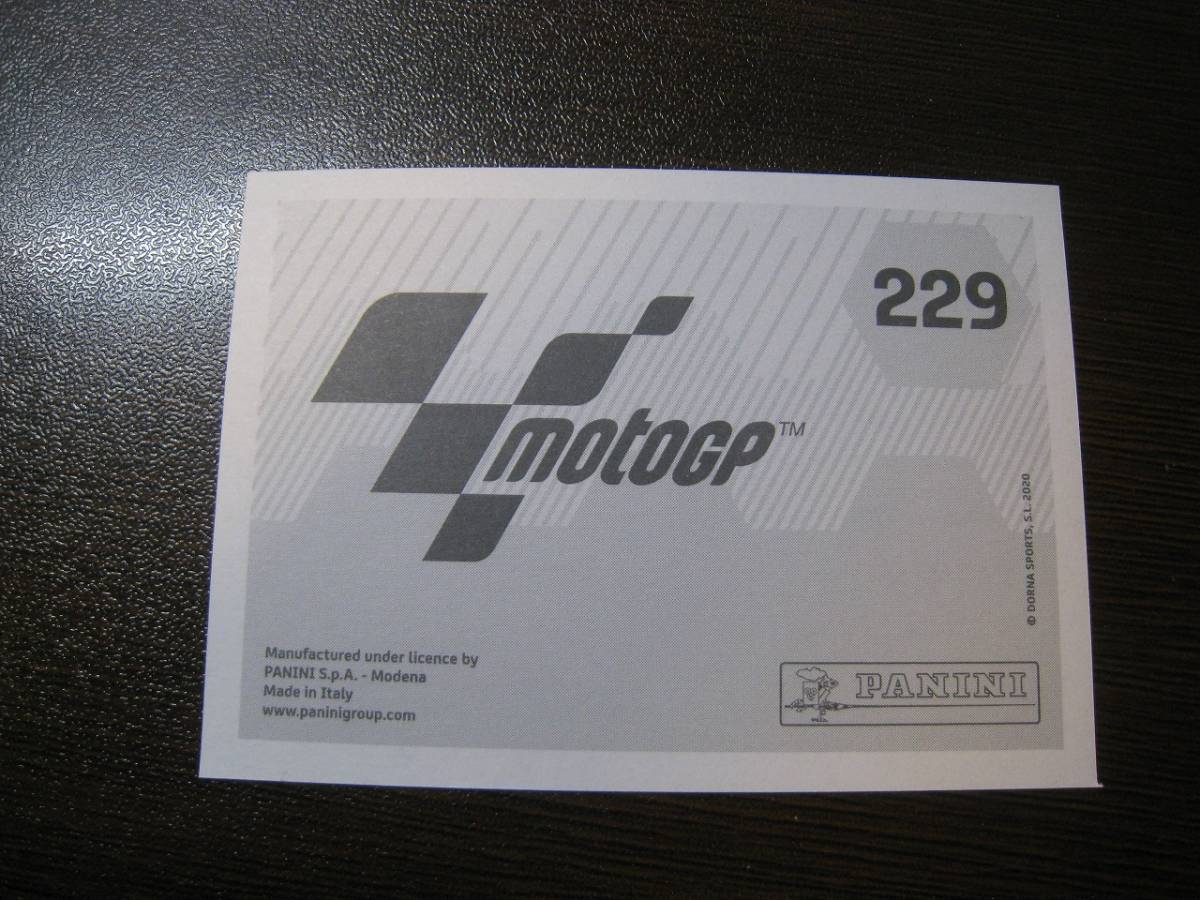 229
motoGP™
© DORNA SPORTS, S.L. 2020
Manufactured under licence by
PANINI S.p.A. - Modena
Made in Italy
www.paninigroup.com
PANINI